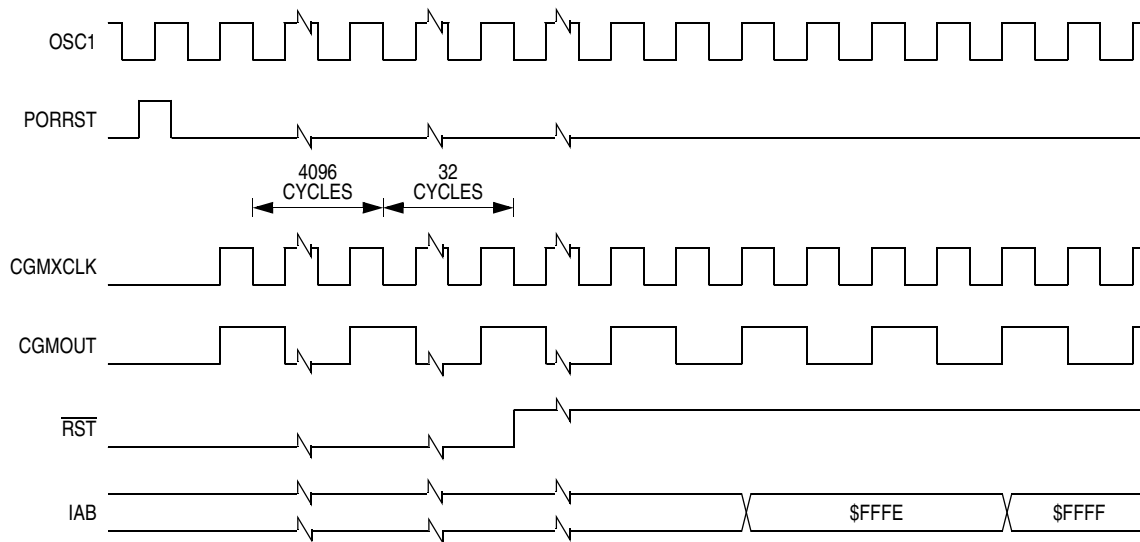 OSC1
PORRST
4096
CYCLES
32
CYCLES
CGMXCLK
CGMOUT
RST
IAB
$FFFE
$FFFF